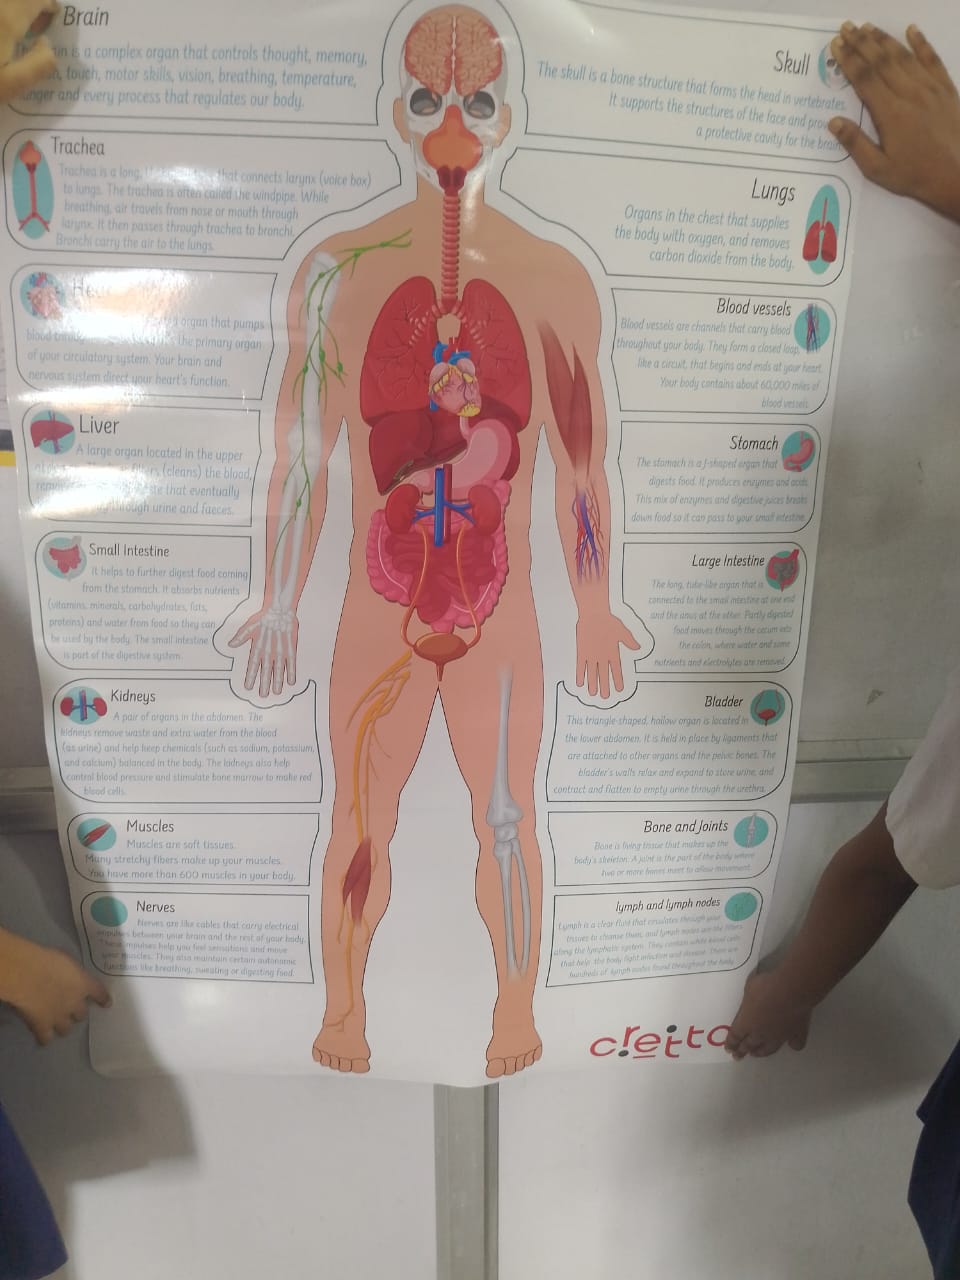 Brain
is a complex organ that controls thought, memory,
touch, motor skills, vision, breathing, temperature,
hunger and every process that regulates our body.
Skull
The skull is a bone structure that forms the head in vertebrates.
It supports the structures of the face and
a protective cavity for the brain
Trachea
Trachea is a long, that connects larynx (voice box)
to lungs. The trachea is often called the windpipe. While
breathing, air travels from nose or mouth through
larynx. It then passes through trachea to bronchi.
Bronchi carry the air to the lungs.
Lungs
Organs in the chest that supplies
the body with oxygen, and removes
carbon dioxide from the body.
organ that pumps
blood The primary organ
of your circulatory system. Your brain and
nervous system direct your heart's function.
Blood vessels
Blood vessels are channels that carry blood
throughout your body. They form a closed loop,
like a circuit, that begins and ends at your heart.
Your body contains about 60,000 miles of
blood vessels.
Liver
A large organ located in the upper
(cleans) the blood,
that eventually
through urine and faeces.
Stomach
The stomach is a J-shaped organ that
digests food. It produces enzymes and acids.
This mix of enzymes and digestive juices breaks
down food so it can pass to your small intestine.
Small Intestine
It helps to further digest food coming
from the stomach. It absorbs nutrients
(vitamins, minerals, carbohydrates, fats,
proteins) and water from food so they can
be used by the body. The small intestine
is part of the digestive system.
Large Intestine
The long, tube-like organ that is
connected to the small intestine at one end
and the anus at the other. Partly digested
food moves through the cecum into
the colon, where water and some
nutrients and electrolytes are removed.
Kidneys
A pair of organs in the abdomen. The
kidneys remove waste and extra water from the blood
(as urine) and help keep chemicals (such as sodium, potassium,
and calcium) balanced in the body. The kidneys also help
control blood pressure and stimulate bone marrow to make red
blood cells.
Bladder
This triangle-shaped, hollow organ is located in
the lower abdomen. It is held in place by ligaments that
are attached to other organs and the pelvic bones. The
bladder's walls relax and expand to store urine, and
contract and flatten to empty urine through the urethra.
Muscles
Muscles are soft tissues.
Many stretchy fibers make up your muscles.
You have more than 600 muscles in your body.
Bone and Joints
Bone is living tissue that makes up the
body's skeleton. A joint is the part of the body where
two or more bones meet to allow movement.
Nerves
Nerves are like cables that carry electrical
impulses between your brain and the rest of your body.
These impulses help you feel sensations and move
your muscles. They also maintain certain autonomic
functions like breathing, sweating or digesting food.
lymph and lymph nodes
Lymph is a clear fluid that circulates through your
tissues to cleanse them, and lymph nodes are the filters
along the lymphatic system. They contain white blood cells
that help the body fight infection and disease. There are
hundreds of lymph nodes found throughout the body.